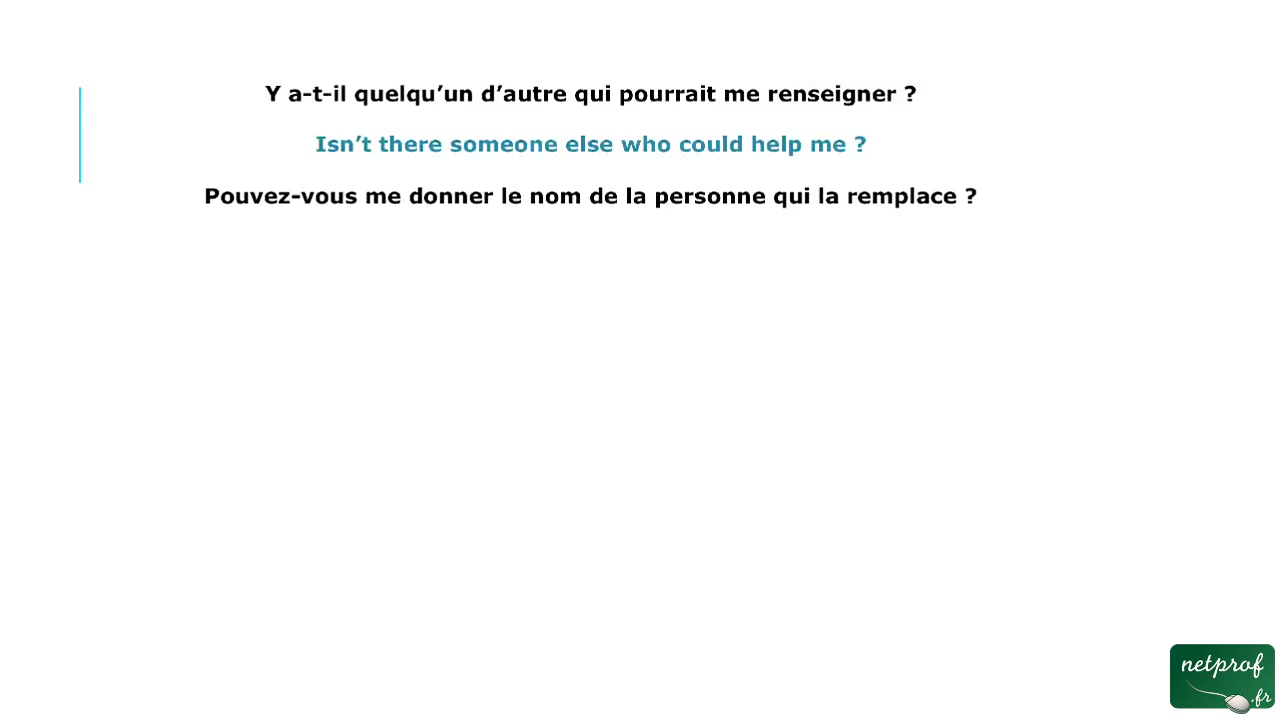 Y a-t-il quelqu’un d’autre qui pourrait me renseigner ?
Isn’t there someone else who could help me ?
Pouvez-vous me donner le nom de la personne qui la remplace ?
netprof
.fr